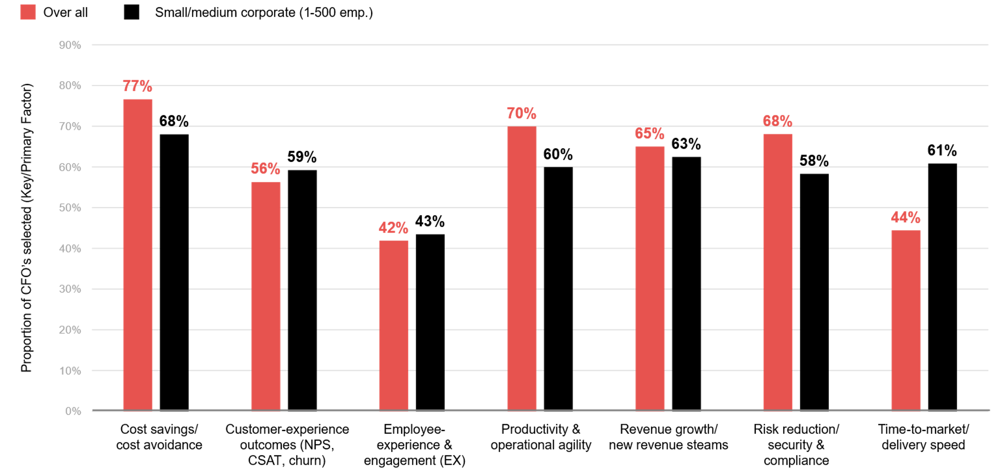 Over all
Small/medium corporate (1-500 emp.)
Proportion of CFO's selected (Key/Primary Factor)
90%
80%
70%
60%
50%
40%
30%
20%
10%
0%
77%
68%
56%
59%
42%
43%
70%
60%
65%
63%
68%
58%
44%
61%
Cost savings/
cost avoidance
Customer-experience
outcomes (NPS,
CSAT, churn)
Employee-
experience &
engagement (EX)
Productivity &
operational agility
Revenue growth/
new revenue steams
Risk reduction/
security &
compliance
Time-to-market/
delivery speed